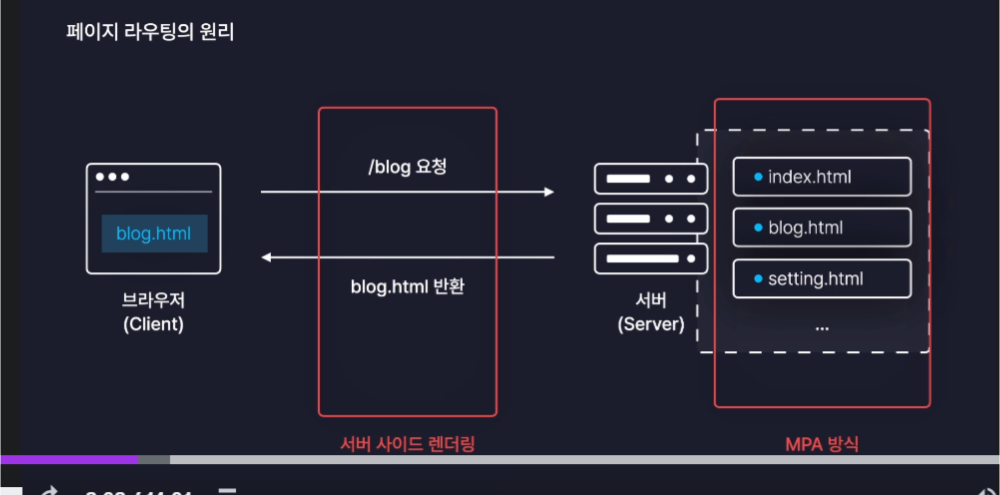 페이지 라우팅의 원리
/blog 요청
blog.html 반환
blog.html
브라우저
(Client)
서버
(Server)
index.html
blog.html
setting.html
...
서버 사이드 렌더링
MPA 방식